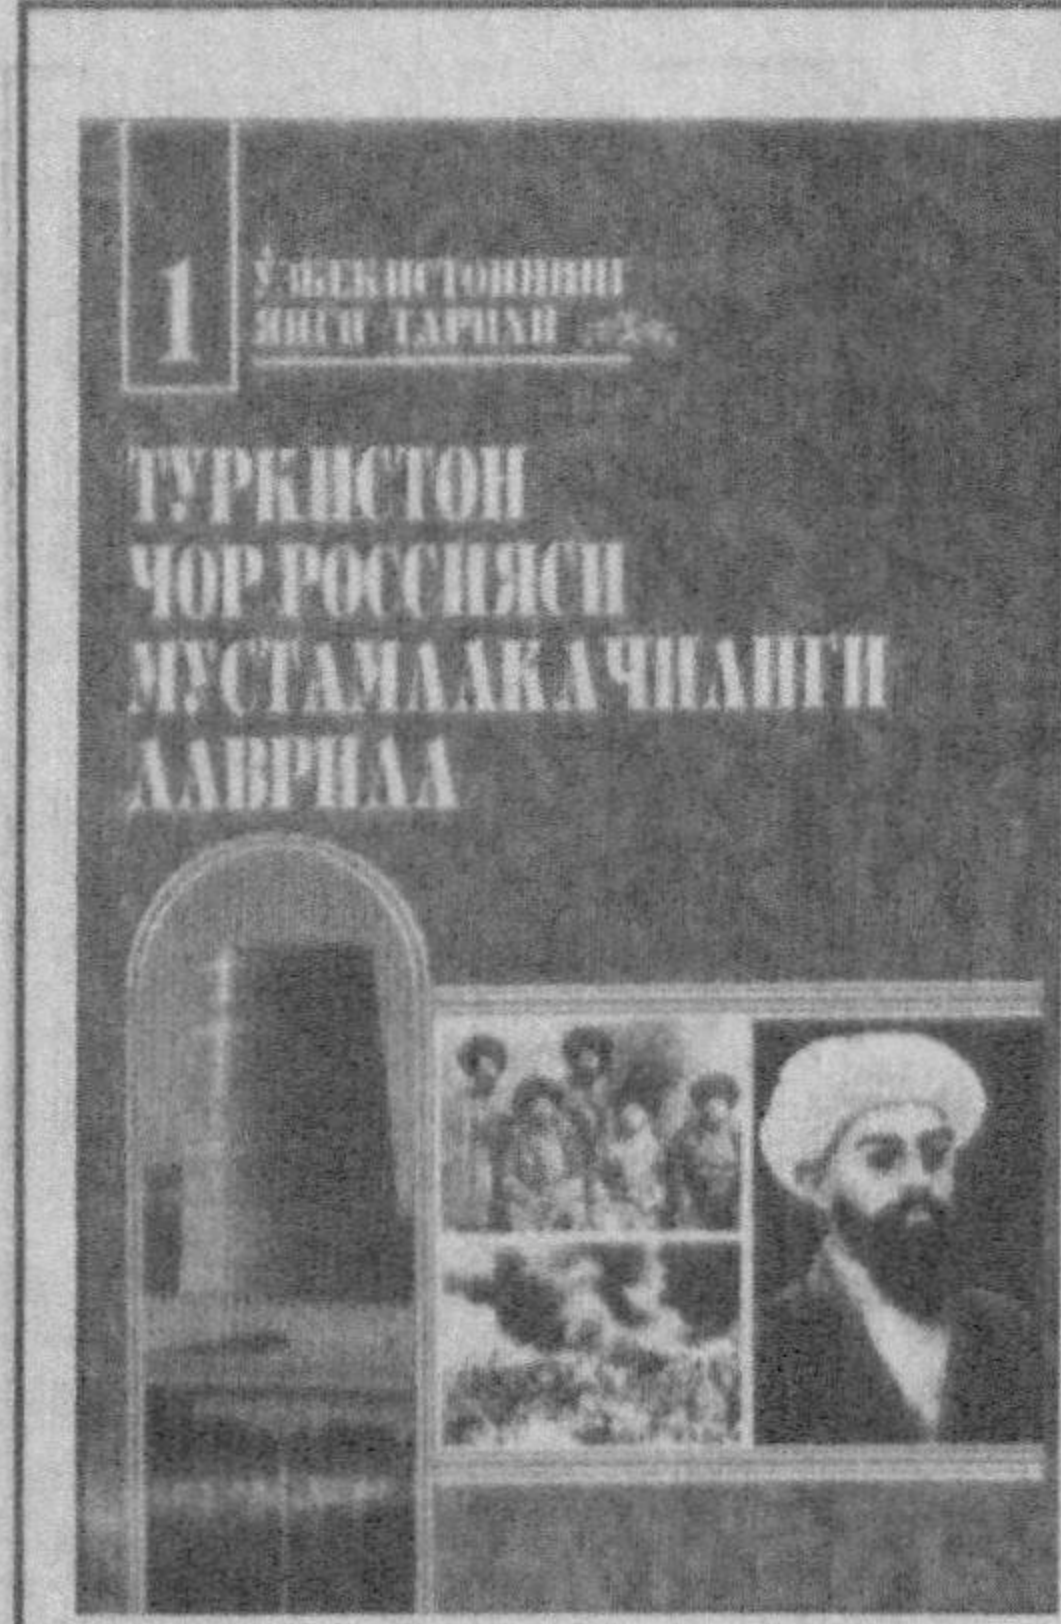 1
ЎЗБЕКИСТОННИНГ
ЯНГИ ТАРИХИ
ТУРКИСТОН
ЧОР РОССИЯСИ
МУСТАМЛАКАЧИЛИГИ
ДАВРИДА